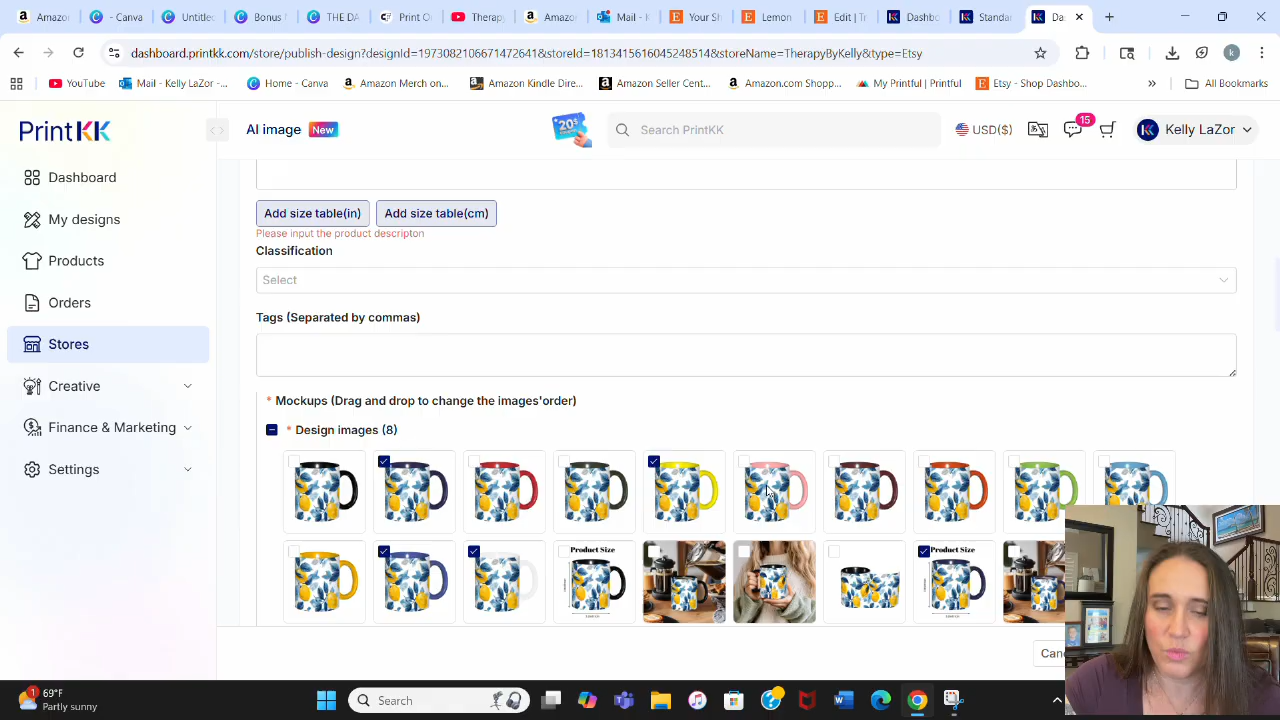 Amazon
- Canva
Untitled
Bonus
THE DA
Print O
Therap
Amazon
Mail - K
Your Sh
Lemon
Edit | Tr
Dashbo
Standar
Da
dashboard.printkk.com/store/publish-design?designId=1973082106671472641&storeId=1813415616045248514&storeName=TherapyByKelly&type=Etsy
k
YouTube
Mail - Kelly LaZor -...
Home - Canva
Amazon Merch on...
Amazon Kindle Dire...
Amazon Seller Cent...
Amazon.com Shopp...
My Printful | Printful
Etsy - Shop Dashbo...
»
All Bookmarks
PrintKK
AI image New
20$
Search PrintKK
USD($)
15
Kelly LaZor
Dashboard
My designs
Products
Orders
Stores
Creative
Finance & Marketing
Settings
Add size table(in)
Add size table(cm)
Please input the product descripton
Classification
Select
Tags (Separated by commas)
* Mockups (Drag and drop to change the images'order)
* Design images (8)
Product Size
Product Size
Canc
1
69°F
Partly sunny
Search